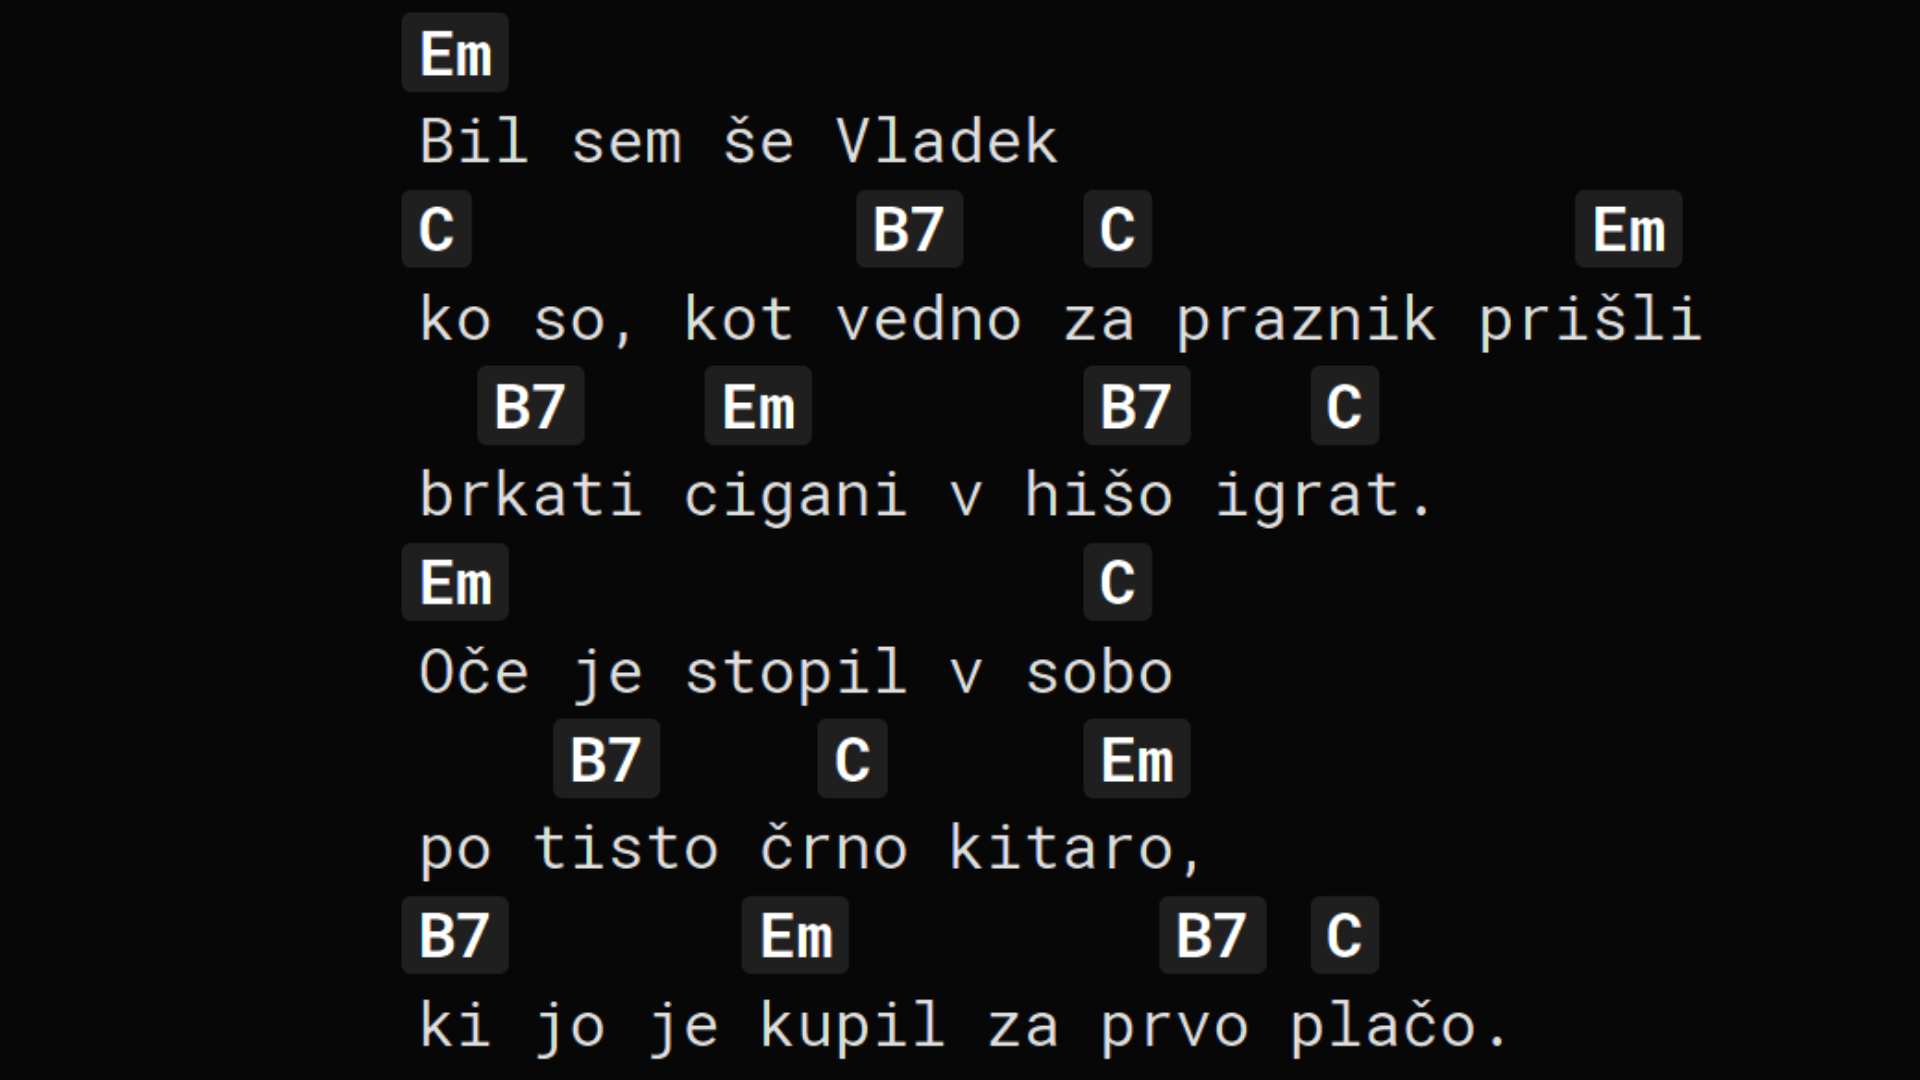 Em
Bil sem še Vladek
C B7 C Em
ko so, kot vedno za praznik prišli
B7 Em B7 C
brkati cigani v hišo igrat.
Em C
Oče je stopil v sobo
B7 C Em
po tisto črno kitaro,
B7 Em B7 C
ki jo je kupil za prvo plačo.